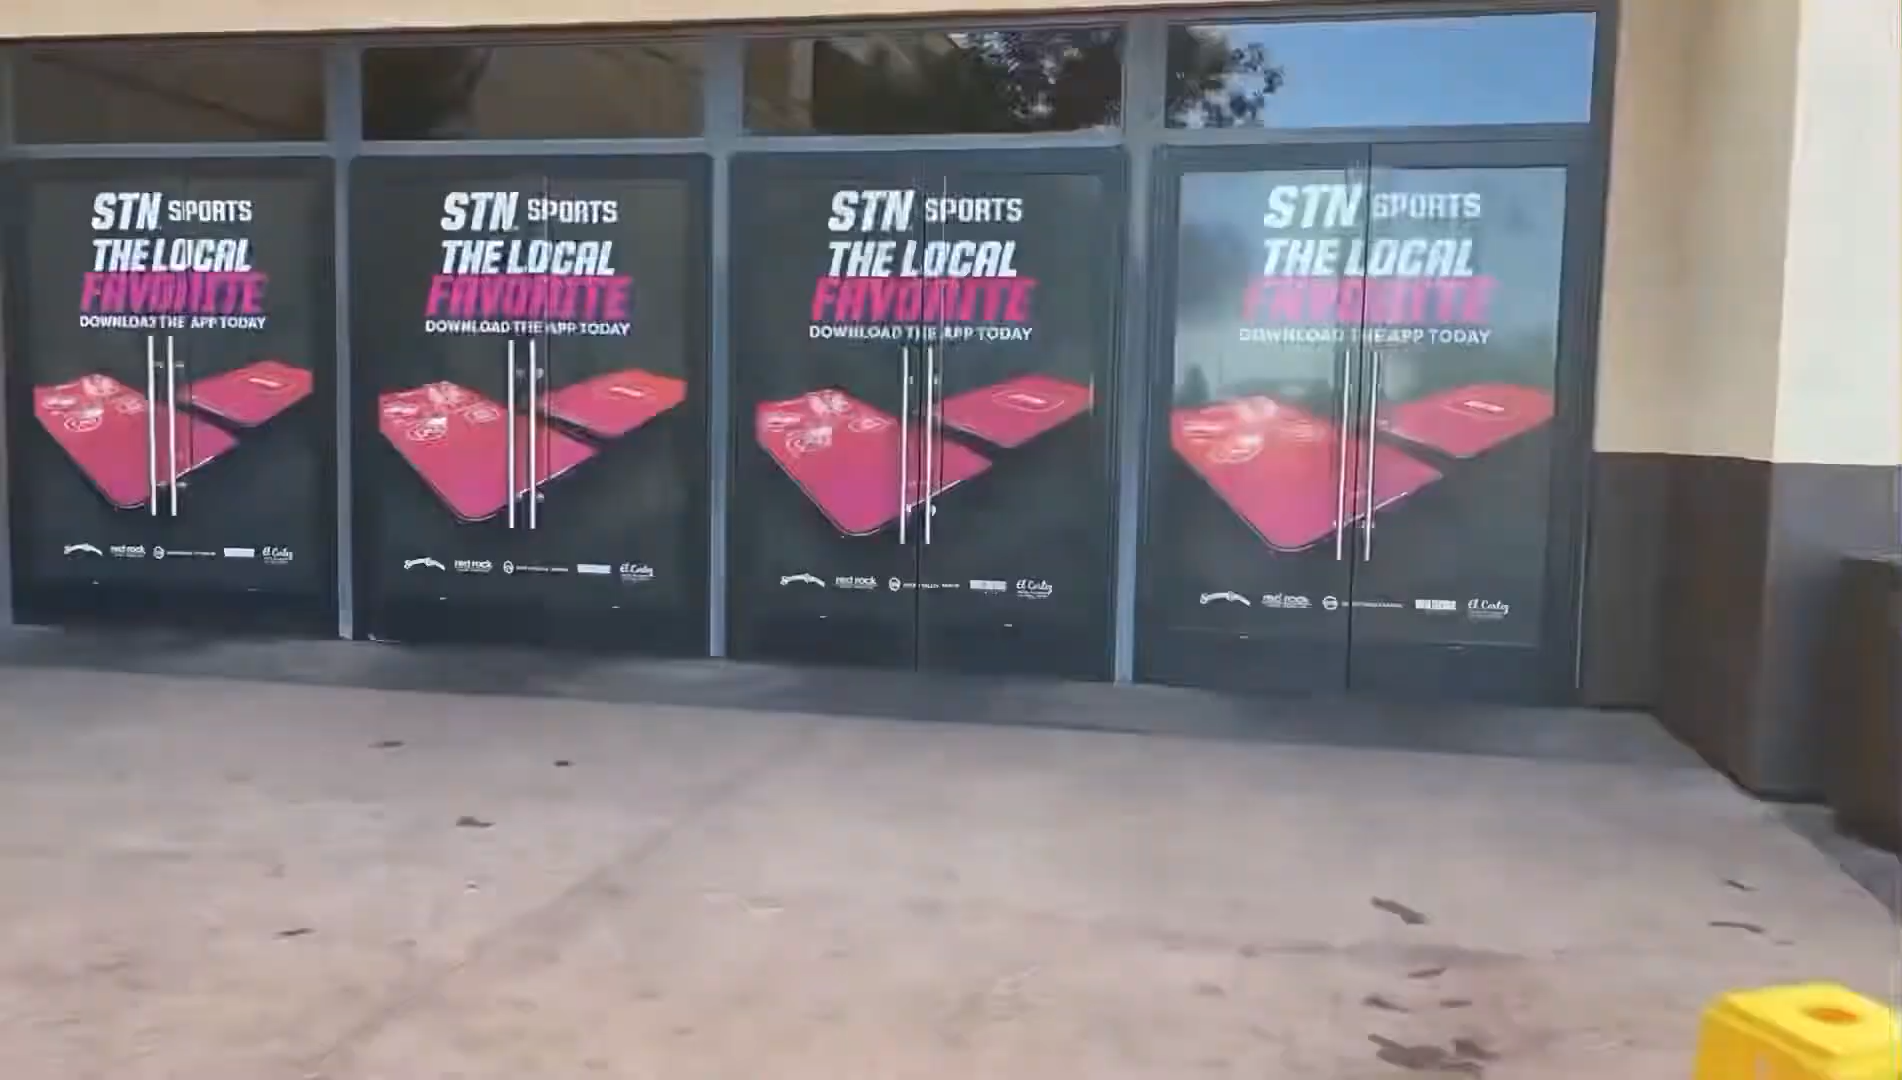 STN SPORTS
THE LOCAL
FAVORITE
DOWNLOAD THE APP TODAY
red rock
El Cortez
STN SPORTS
THE LOCAL
FAVORITE
DOWNLOAD THE APP TODAY
red rock
El Cortez
STN SPORTS
THE LOCAL
FAVORITE
DOWNLOAD THE APP TODAY
red rock
El Cortez
STN SPORTS
THE LOCAL
FAVORITE
DOWNLOAD THE APP TODAY
red rock
El Cortez